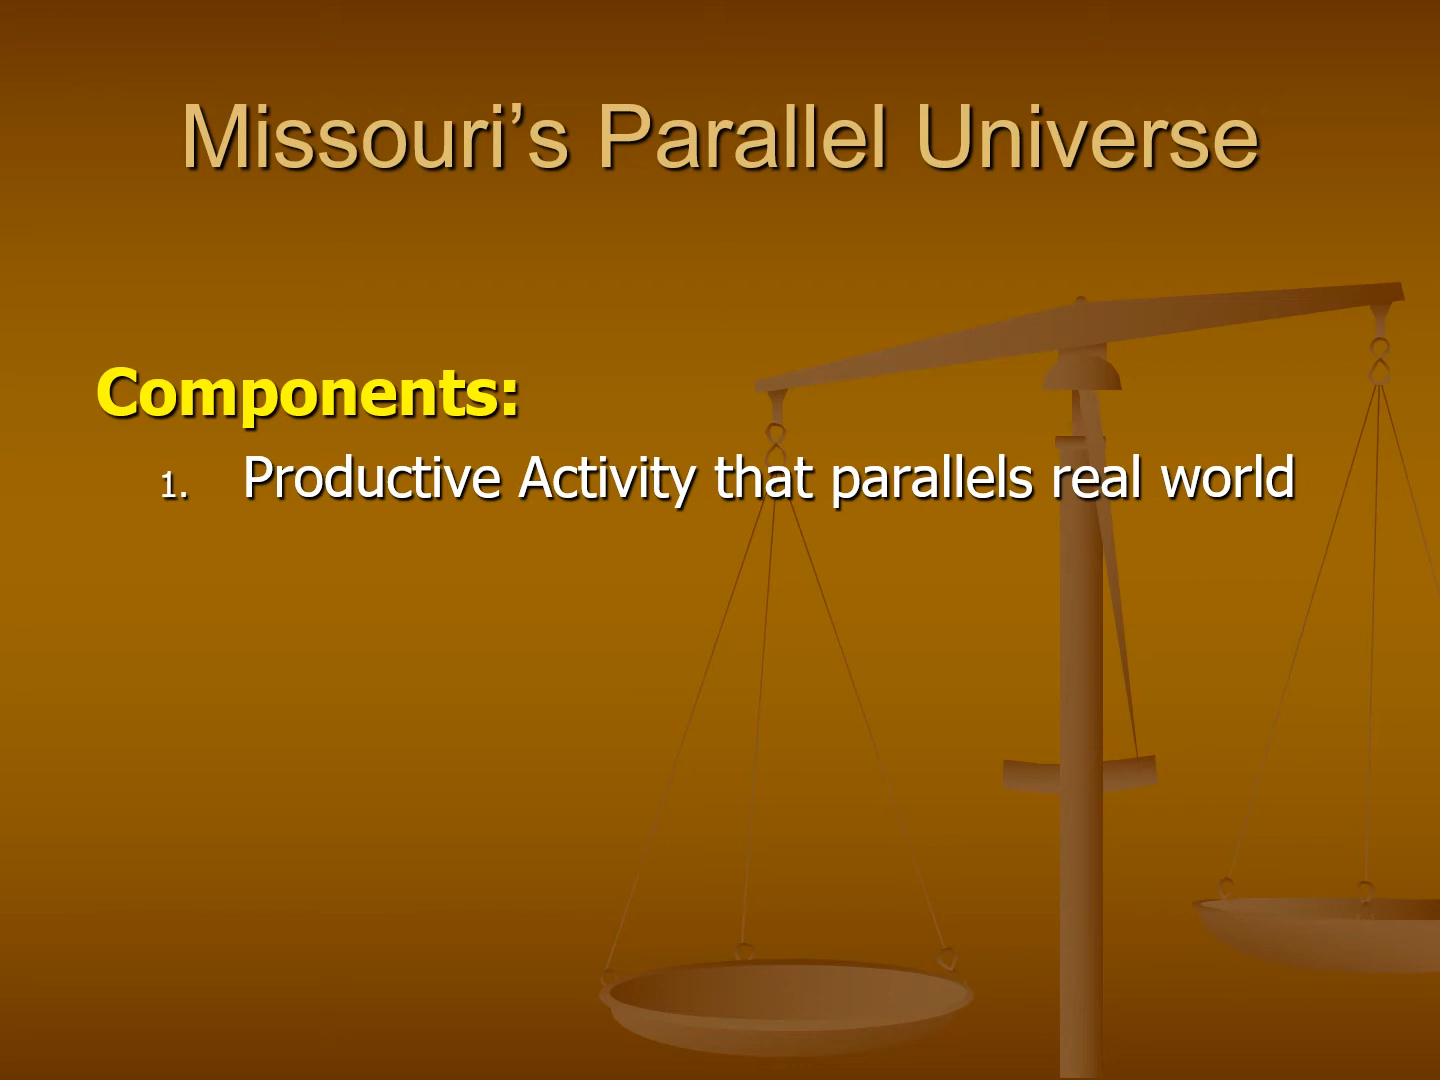 Missouri’s Parallel Universe
Components:
1. Productive Activity that parallels real world